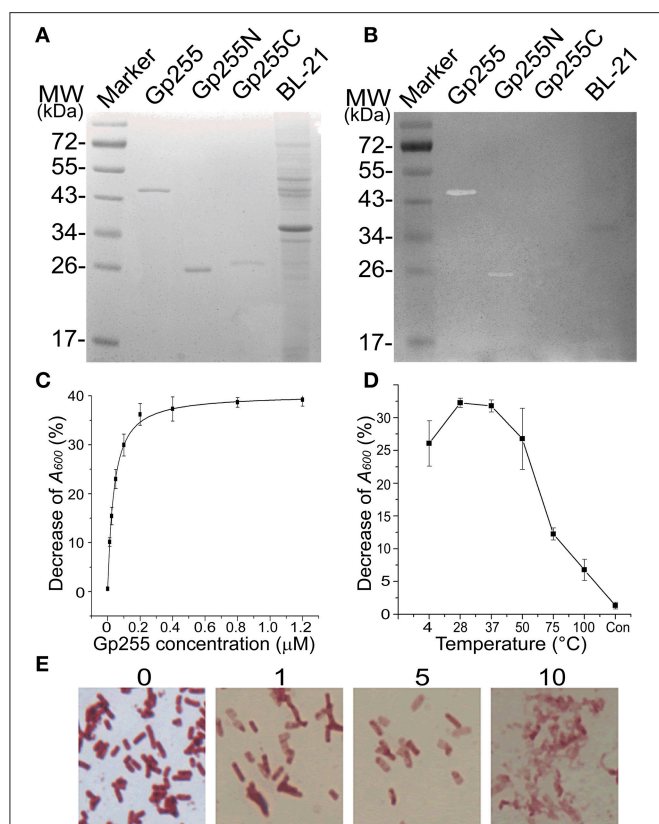 A
B
MW
(kDa)
Marker
Gp255
Gp255N
Gp255C
BL-21
72-
55-
43-
34-
26-
17-
MW
(kDa)
Marker
Gp255
Gp255N
Gp255C
BL-21
72-
55-
43-
34-
26-
17-
C
Decrease of A600 (%)
40
30
20
10
0
0 0.2 0.4 0.6 0.8 1.0 1.2
Gp255 concentration (μM)
D
Decrease of A600 (%)
30
25
20
15
10
5
0
4 28 37 50 75 100 Con
Temperature (°C)
E
0 1 5 10